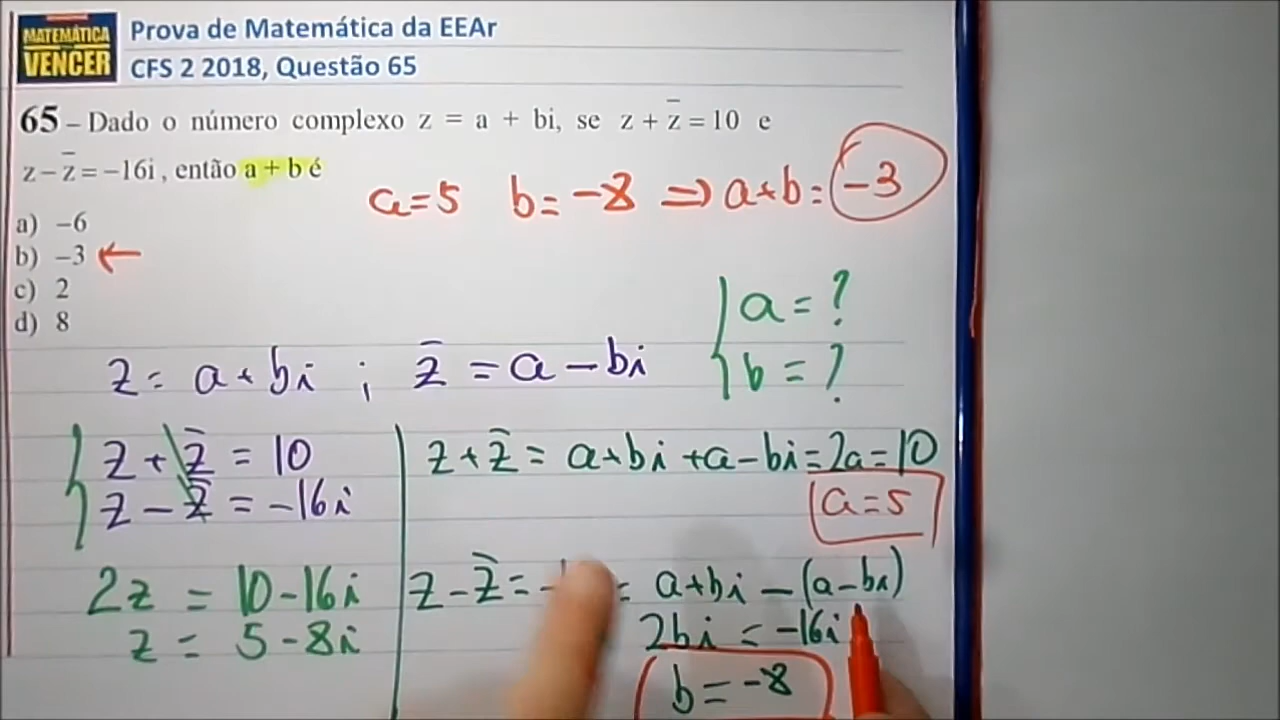 MATEMÁTICA
VENCER
Prova de Matemática da EEAr
CFS 2 2018, Questão 65
65 – Dado o número complexo z = a + bi, se z + z̄ = 10 e
z − z̄ = −16i , então a + b é
a) −6
b) −3 ←
c) 2
d) 8
a=5 b=-8 ⇒ a+b= -3
a = ?
b = ?
z = a + bi ; z̄ = a - bi
z + z̄ = 10
z - z̄ = -16i
2z = 10-16i
z = 5-8i
z+z̄ = a+bi+a-bi=2a=10
a=5
z-z̄ = = a+bi -(a-bi)
2bi = -16i
b=-8